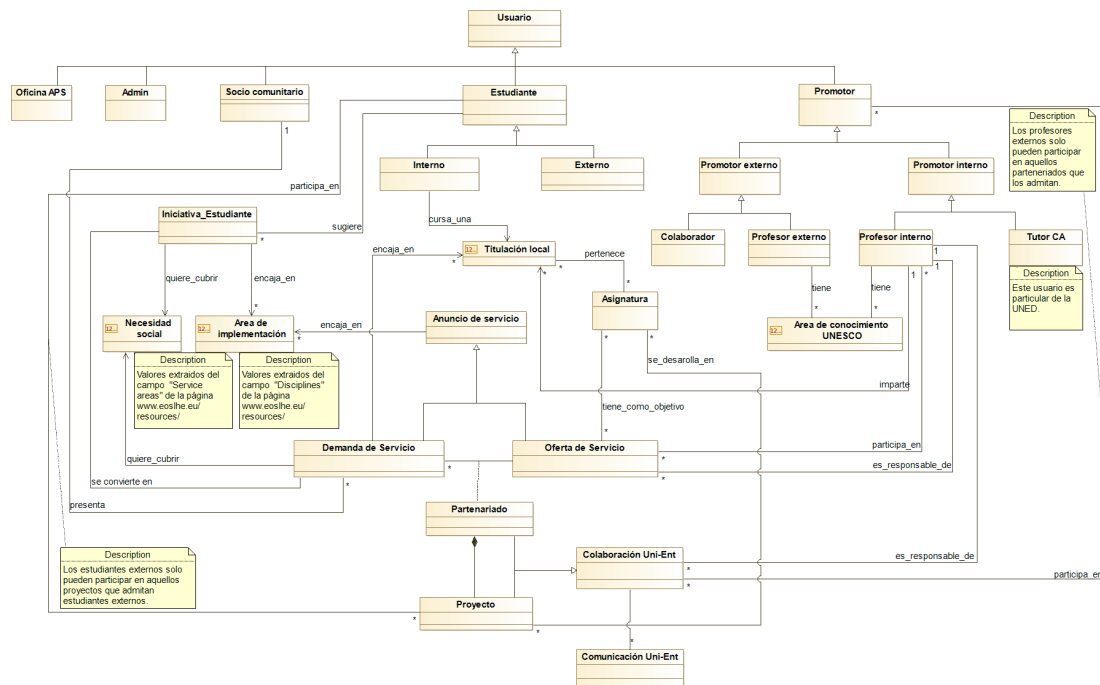 Usuario
Oficina APS
Admin
Socio comunitario
Estudiante
Promotor
1
*
Description
Los profesores
externos solo
pueden participar
en aquellos
parteneriados que
los admitan.
Interno
Externo
Promotor externo
Promotor interno
participa_en
Iniciativa_Estudiante
sugiere
*
cursa_una
Colaborador
Profesor externo
Profesor interno
Tutor CA
encaja_en
12..
Titulación local
*
*
pertenece
*
*
1
1
*
Description
Este usuario es
particular de la
UNED.
quiere_cubrir
encaja_en
*
tiene
*
tiene
*
Asignatura
*
*
12..
Necesidad
social
12..
Area de
implementación
*
encaja_en
Anuncio de servicio
12..
Area de conocimiento
UNESCO
Description
Valores extraidos del
campo "Service
areas" de la página
www.eoslhe.eu/
resources/
Description
Valores extraidos del
campo "Disciplines"
de la página
www.eoslhe.eu/
resources/
se_desarolla_en
imparte
tiene_como_objetivo
*
Demanda de Servicio
*
*
Oferta de Servicio
*
*
participa_en
es_responsable_de
quiere_cubrir
se convierte en
presenta
Partenariado
Description
Los estudiantes externos solo
pueden participar en aquellos
proyectos que admitan
estudiantes externos.
Colaboración Uni-Ent
*
*
es_responsable_de
participa_en
Proyecto
*
*
*
Comunicación Uni-Ent